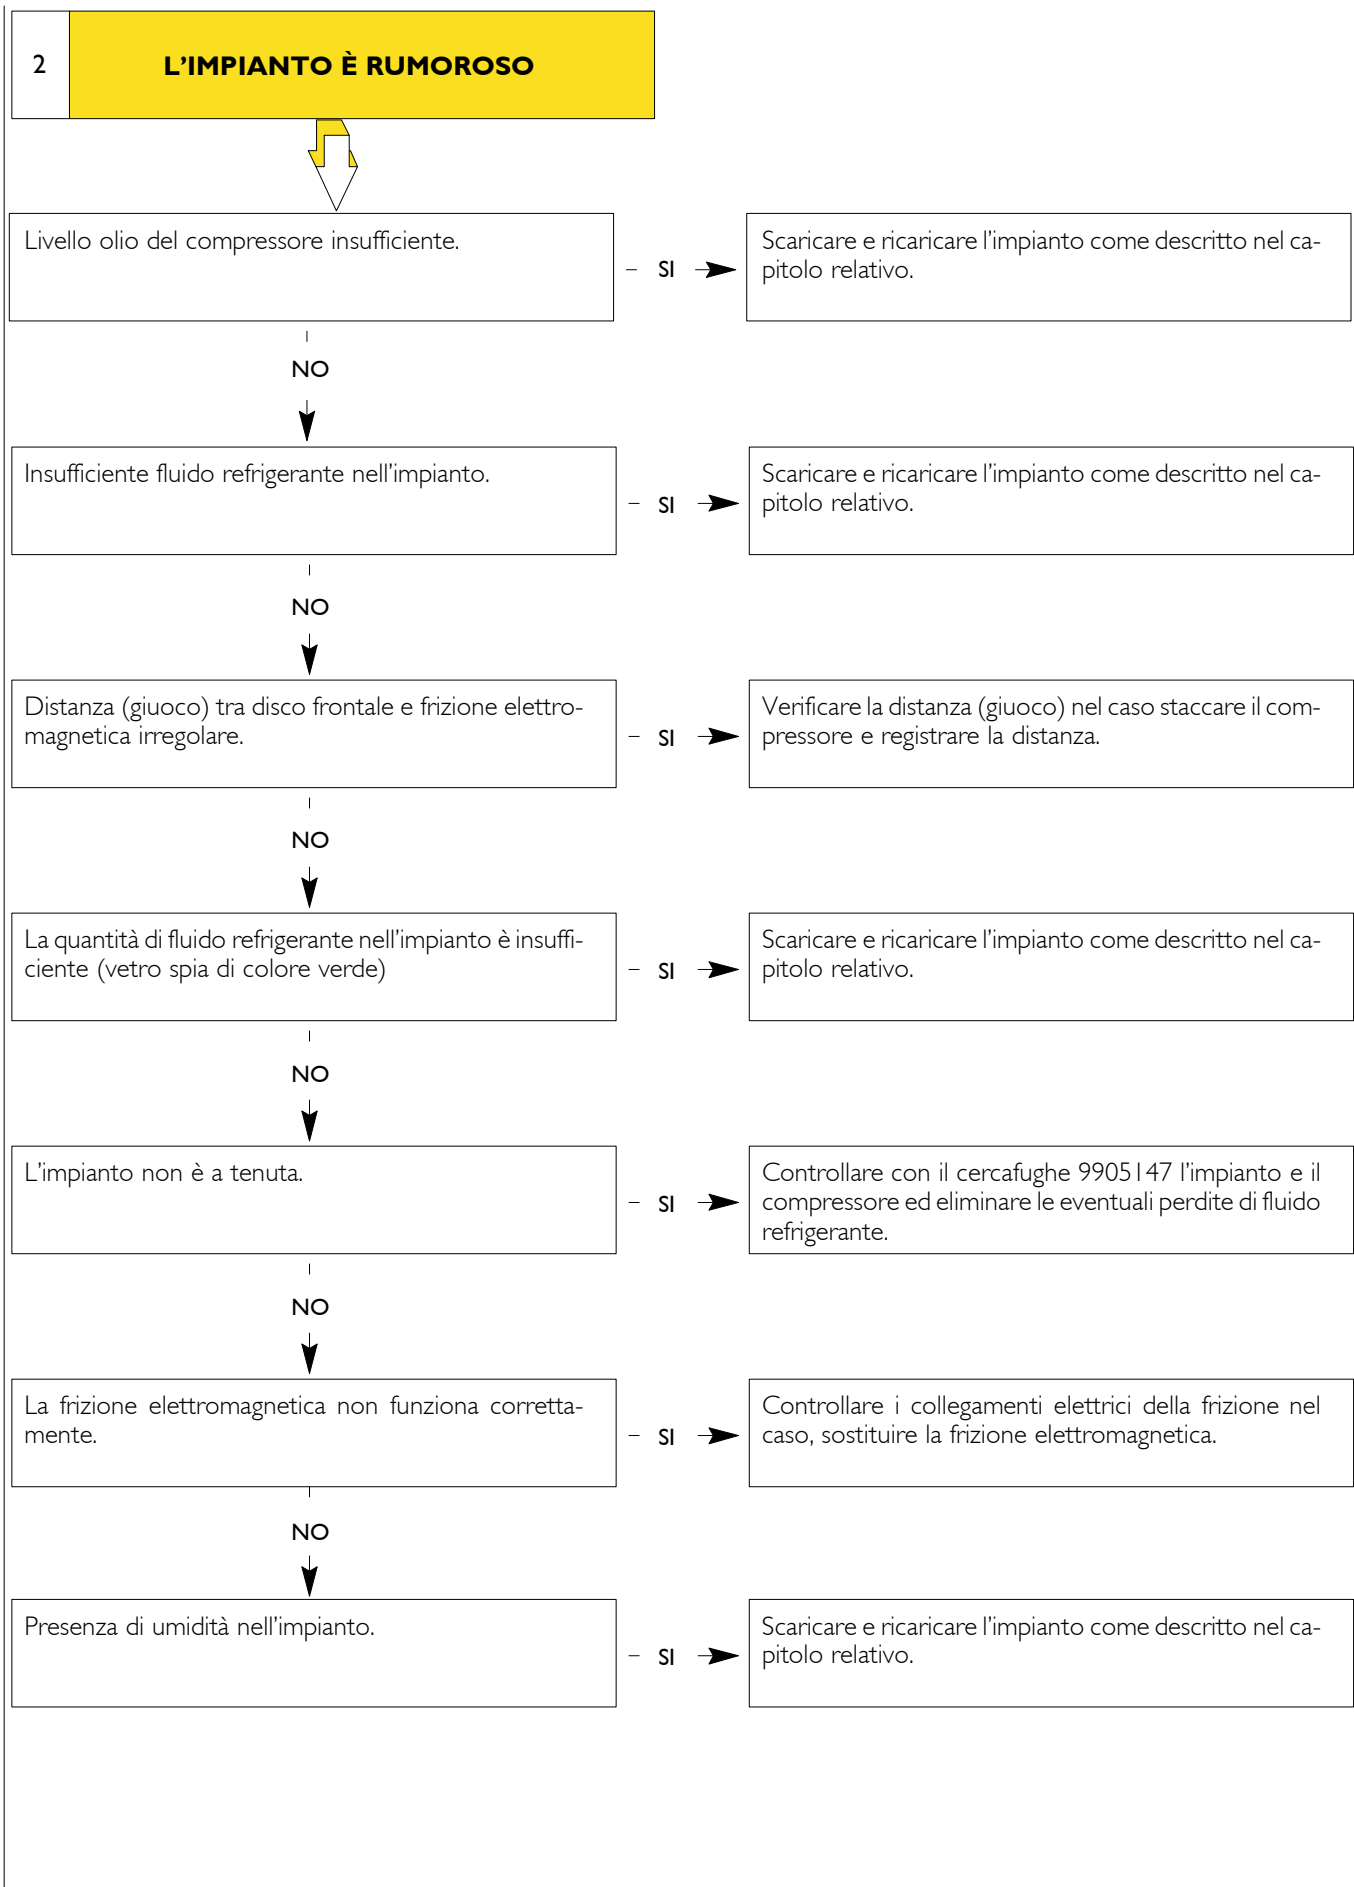 2
L'IMPIANTO È RUMOROSO
Livello olio del compressore insufficiente.
SI
Scaricare e ricaricare l'impianto come descritto nel ca-
pitolo relativo.
NO
Insufficiente fluido refrigerante nell'impianto.
SI
Scaricare e ricaricare l'impianto come descritto nel ca-
pitolo relativo.
NO
Distanza (giuoco) tra disco frontale e frizione elettro-
magnetica irregolare.
SI
Verificare la distanza (giuoco) nel caso staccare il com-
pressore e registrare la distanza.
NO
La quantità di fluido refrigerante nell'impianto è insuffi-
ciente (vetro spia di colore verde)
SI
Scaricare e ricaricare l'impianto come descritto nel ca-
pitolo relativo.
NO
L'impianto non è a tenuta.
SI
Controllare con il cercafughe 9905147 l'impianto e il
compressore ed eliminare le eventuali perdite di fluido
refrigerante.
NO
La frizione elettromagnetica non funziona corretta-
mente.
SI
Controllare i collegamenti elettrici della frizione nel
caso, sostituire la frizione elettromagnetica.
NO
Presenza di umidità nell'impianto.
SI
Scaricare e ricaricare l'impianto come descritto nel ca-
pitolo relativo.